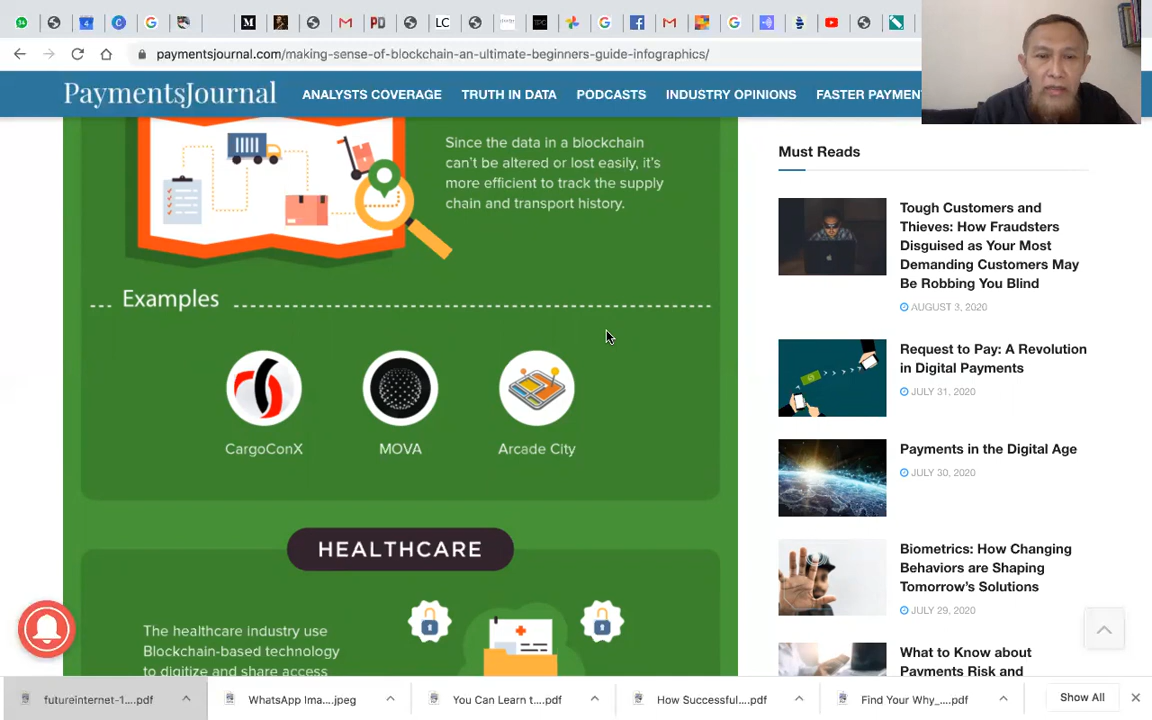 31
4
M
PD
LC
paymentsjournal.com/making-sense-of-blockchain-an-ultimate-beginners-guide-infographics/
PaymentsJournal
ANALYSTS COVERAGE
TRUTH IN DATA
PODCASTS
INDUSTRY OPINIONS
FASTER PAYMEN
Since the data in a blockchain
can't be altered or lost easily, it's
more efficient to track the supply
chain and transport history.
Examples
CargoConX
MOVA
Arcade City
HEALTHCARE
The healthcare industry use
Blockchain-based technology
to digitize and share access
Must Reads
Tough Customers and
Thieves: How Fraudsters
Disguised as Your Most
Demanding Customers May
Be Robbing You Blind
AUGUST 3, 2020
Request to Pay: A Revolution
in Digital Payments
JULY 31, 2020
Payments in the Digital Age
JULY 30, 2020
Biometrics: How Changing
Behaviors are Shaping
Tomorrow's Solutions
JULY 29, 2020
What to Know about
Payments Risk and
futureinternet-1....pdf
WhatsApp Ima....jpeg
You Can Learn t....pdf
How Successful....pdf
Find Your Why_....pdf
Show All